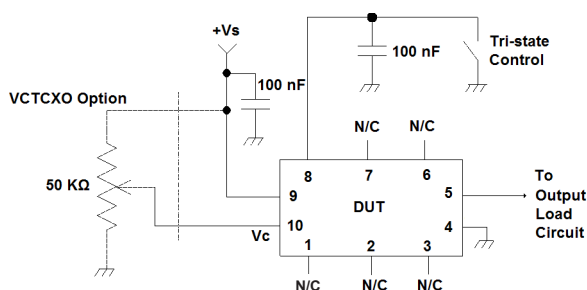 +Vs
100 nF
Tri-state
Control
100 nF
VCTCXO Option
N/C
N/C
50 KΩ
8
7
6
9
5
DUT
10
4
Vc
1
2
3
To
Output
Load
Circuit
N/C
N/C
N/C